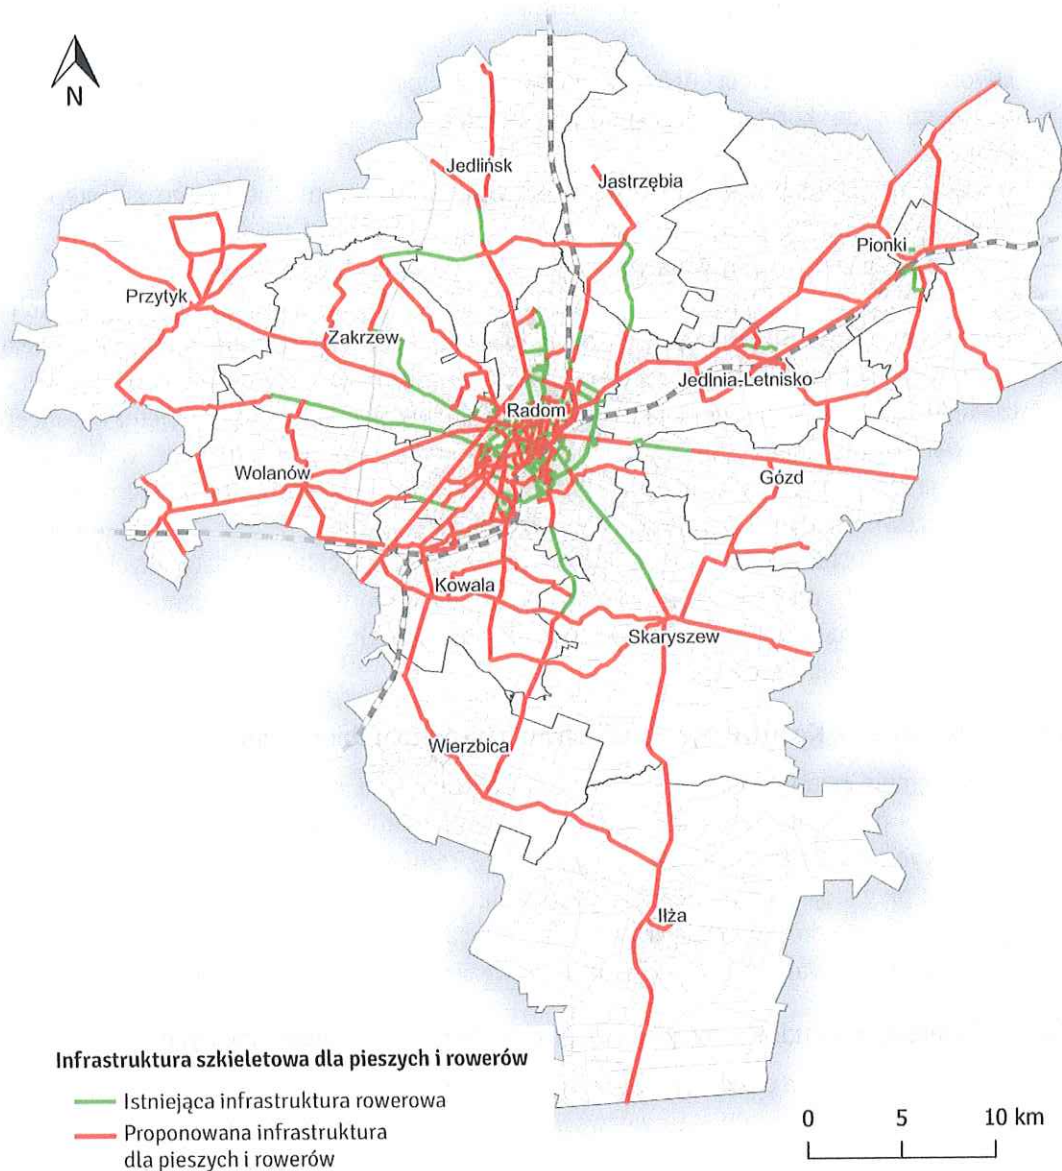 N
Jedlińsk
Jastrzębia
Pionki
Przytyk
Zakrzew
Jedlnia-Letnisko
Radom
Wolanów
Gózd
Kowala
Skaryszew
Wierzbica
Iłża
Infrastruktura szkieletowa dla pieszych i rowerów
Istniejąca infrastruktura rowerowa
Proponowana infrastruktura
dla pieszych i rowerów
0 5 10 km